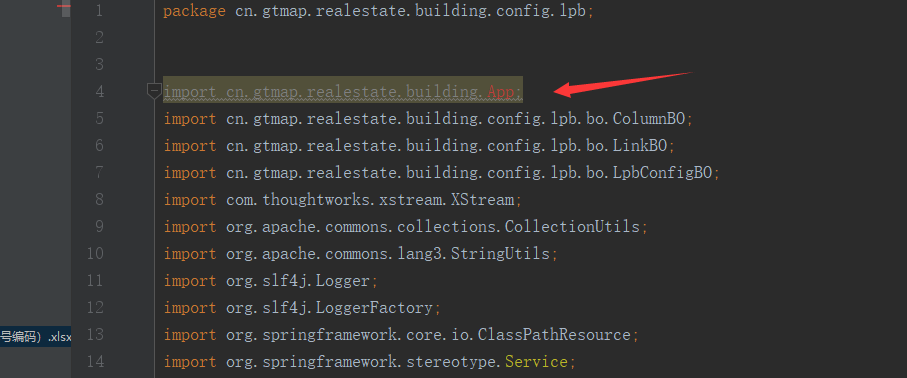 1 package cn.gtmap.realestate.building.config.lpb;
2
3
4 import cn.gtmap.realestate.building.App;
5 import cn.gtmap.realestate.building.config.lpb.bo.ColumnBO;
6 import cn.gtmap.realestate.building.config.lpb.bo.LinkBO;
7 import cn.gtmap.realestate.building.config.lpb.bo.LpbConfigBO;
8 import com.thoughtworks.xstream.XStream;
9 import org.apache.commons.collections.CollectionUtils;
10 import org.apache.commons.lang3.StringUtils;
11 import org.slf4j.Logger;
12 import org.slf4j.LoggerFactory;
号编码）.xlsx
13 import org.springframework.core.io.ClassPathResource;
14 import org.springframework.stereotype.Service;